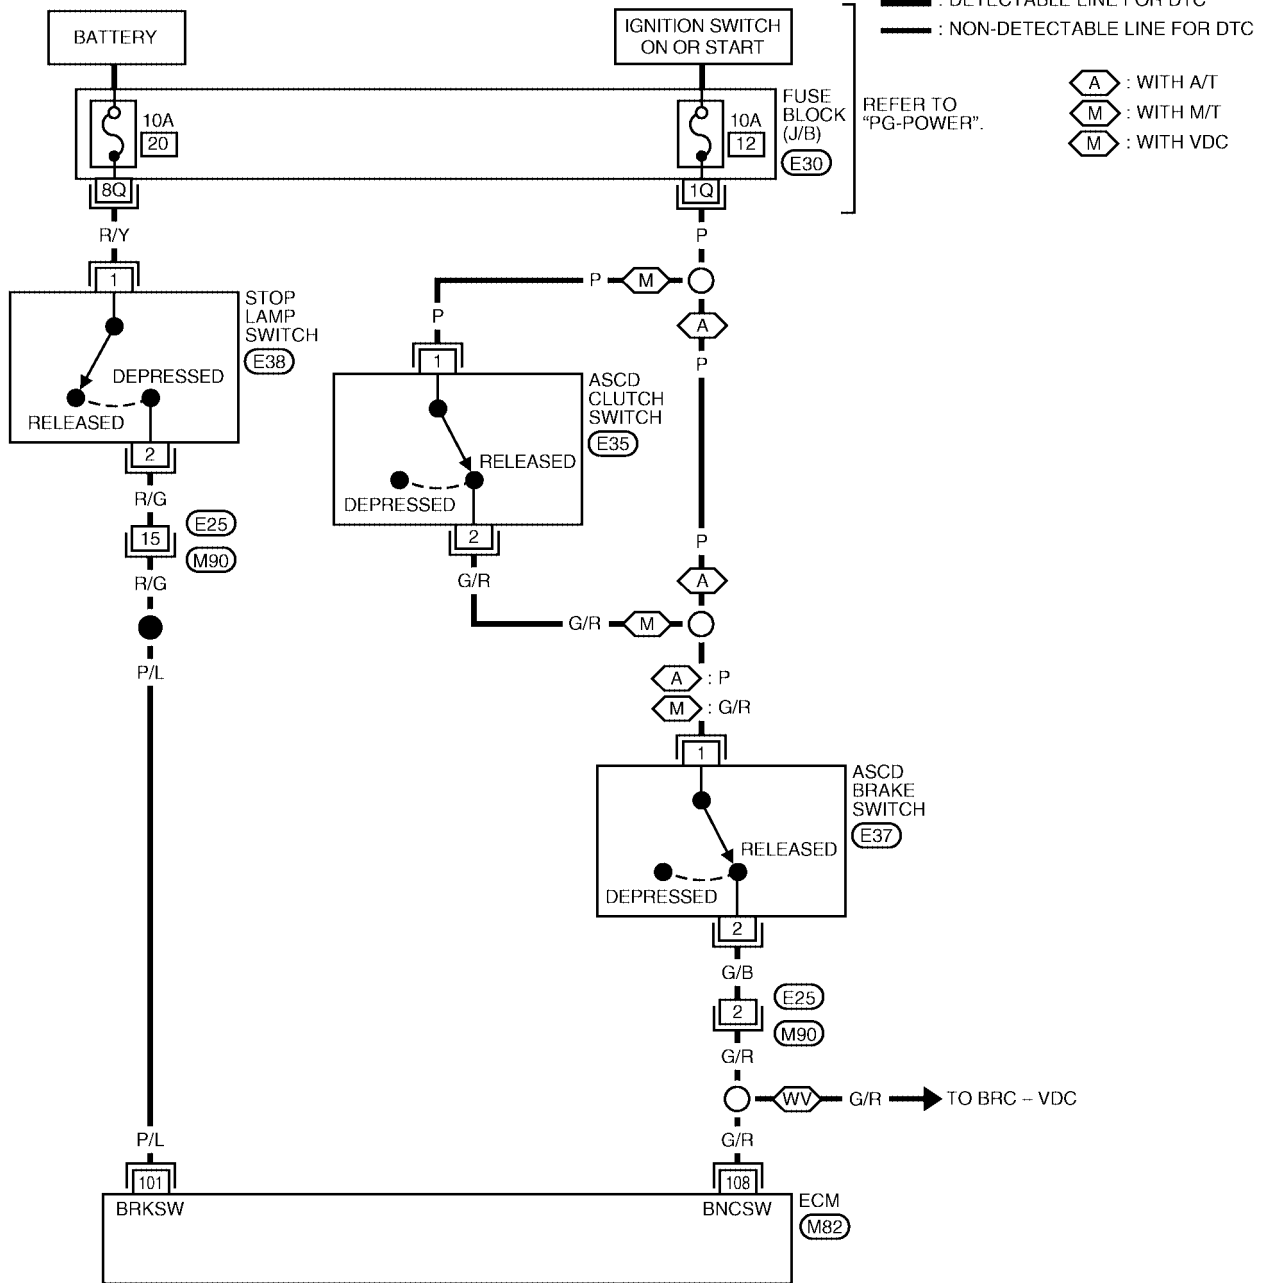 : DETECTABLE LINE FOR DTC
: NON-DETECTABLE LINE FOR DTC
A : WITH A/T
M : WITH M/T
M : WITH VDC
BATTERY
IGNITION SWITCH
ON OR START
10A
20
10A
12
FUSE
BLOCK
(J/B)
E30
REFER TO
"PG-POWER".
8Q
1Q
R/Y
P
1
P
M
A
STOP
LAMP
SWITCH
E38
DEPRESSED
RELEASED
P
P
1
ASCD
CLUTCH
SWITCH
E35
RELEASED
DEPRESSED
2
R/G
E25
15
M90
R/G
P/L
2
G/R
P
A
G/R
M
A : P
M : G/R
1
ASCD
BRAKE
SWITCH
E37
RELEASED
DEPRESSED
2
G/B
E25
2
M90
G/R
WV
G/R
TO BRC – VDC
P/L
G/R
101
108
BRKSW
BNCSW
ECM
M82